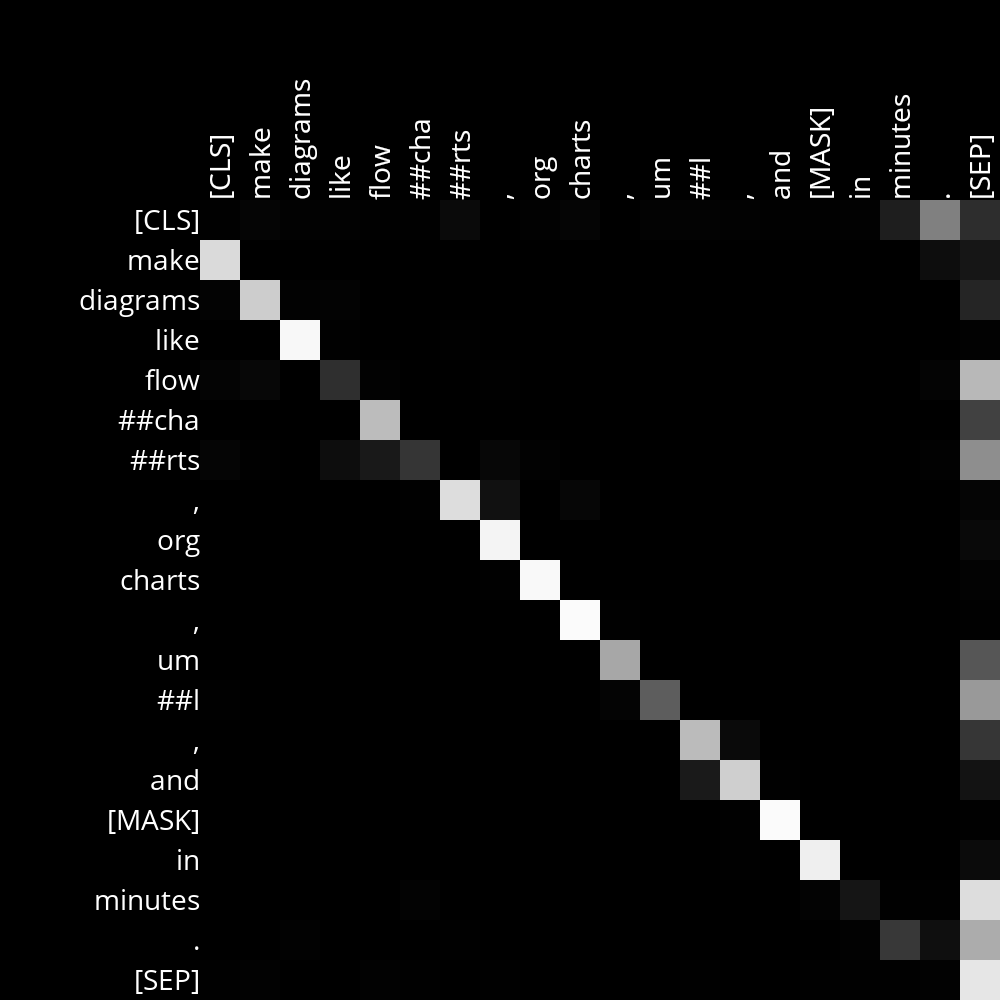 [CLS] make diagrams like flow ##cha ##rts , org charts , um ##l , and [MASK] in minutes . [SEP]
[CLS]
make
diagrams
like
flow
##cha
##rts
,
org
charts
,
um
##l
,
and
[MASK]
in
minutes
.
[SEP]